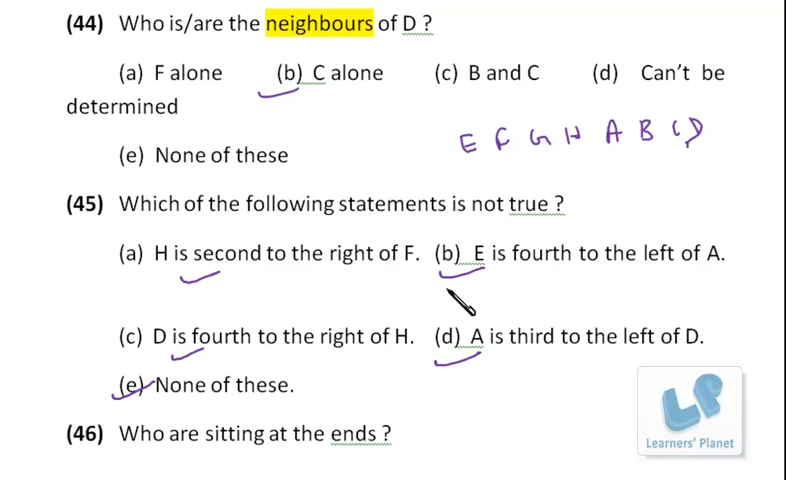 (44) Who is/are the neighbours of D ?
(a) F alone (b) C alone (c) B and C (d) Can't be
determined
E F G H A B C D
(e) None of these
(45) Which of the following statements is not true ?
(a) H is second to the right of F. (b) E is fourth to the left of A.
(c) D is fourth to the right of H. (d) A is third to the left of D.
(e) None of these.
LP
Learners' Planet
(46) Who are sitting at the ends ?